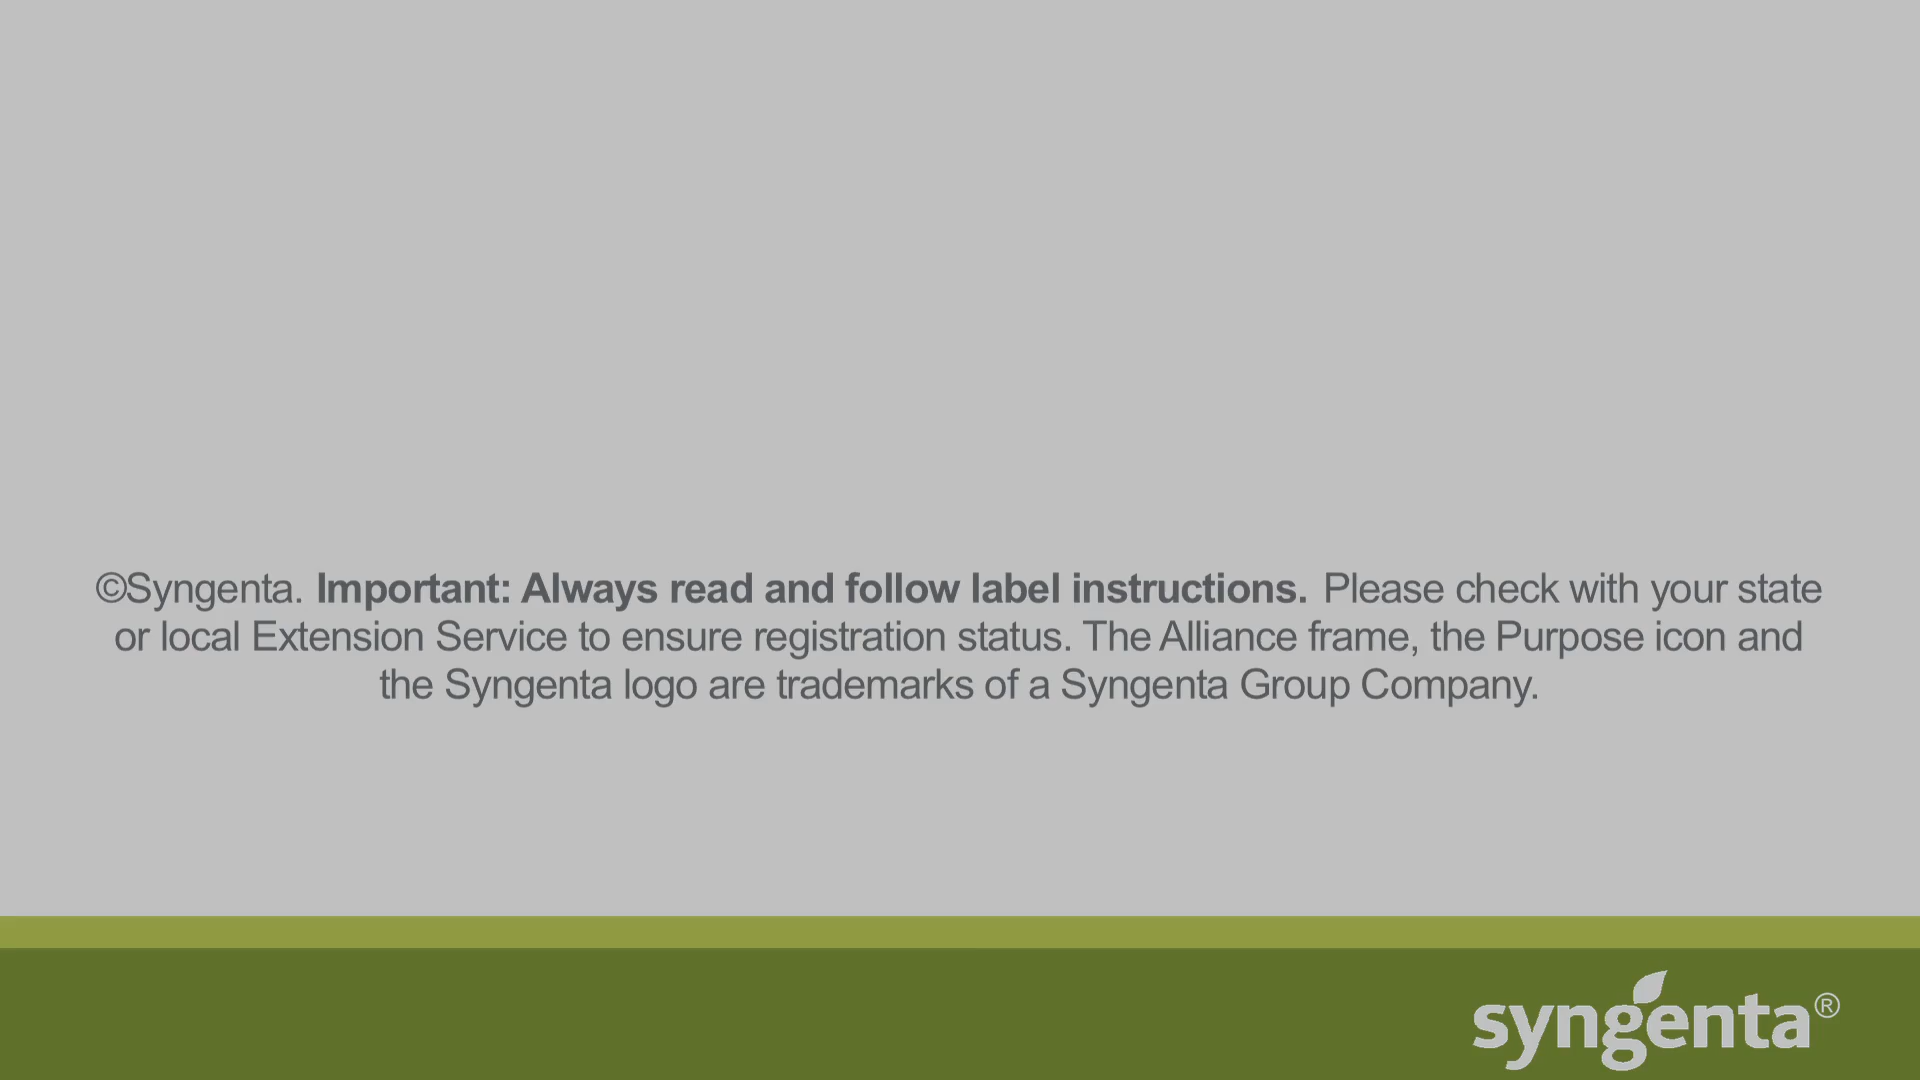 ©Syngenta. Important: Always read and follow label instructions. Please check with your state
or local Extension Service to ensure registration status. The Alliance frame, the Purpose icon and
the Syngenta logo are trademarks of a Syngenta Group Company.
syngenta®